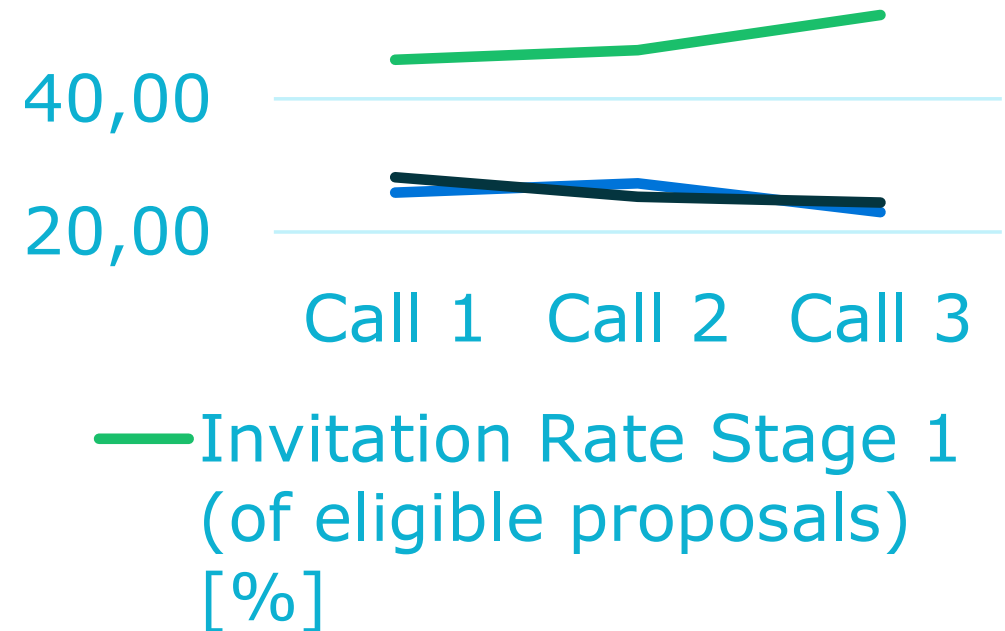 40,00
20,00
Call 1 Call 2 Call 3
Invitation Rate Stage 1
(of eligible proposals)
[%]